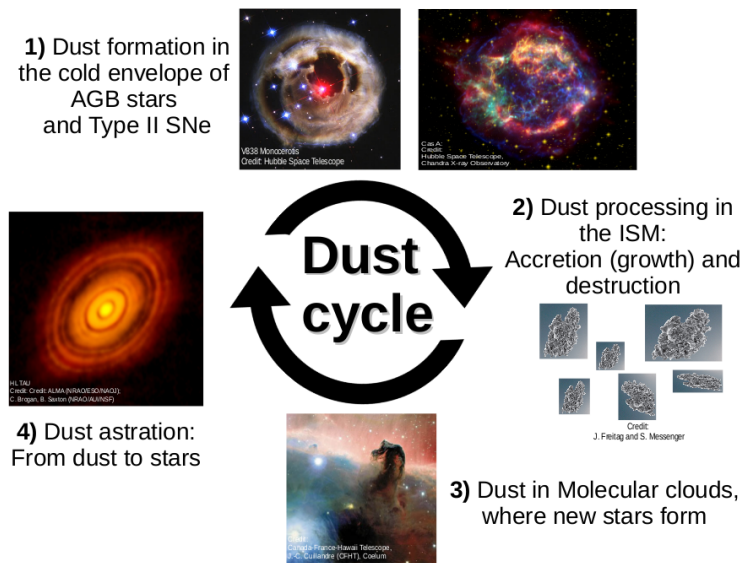 1) Dust formation in
the cold envelope of
AGB stars
and Type II SNe
V838 Monocerotis
Credit: Hubble Space Telescope
Cas A:
Credit:
Hubble Space Telescope,
Chandra X-ray Observatory
Dust
cycle
2) Dust processing in
the ISM:
Accretion (growth) and
destruction
Credit:
J. Freitag and S. Messenger
HL TAU
Credit: Credit: ALMA (NRAO/ESO/NAOJ),
C. Brogan, B. Saxton (NRAO/AUI/NSF)
4) Dust astration:
From dust to stars
3) Dust in Molecular clouds,
where new stars form
Credit:
Canada-France-Hawaii Telescope,
J.-C. Cuillandre (CFHT), Coelum